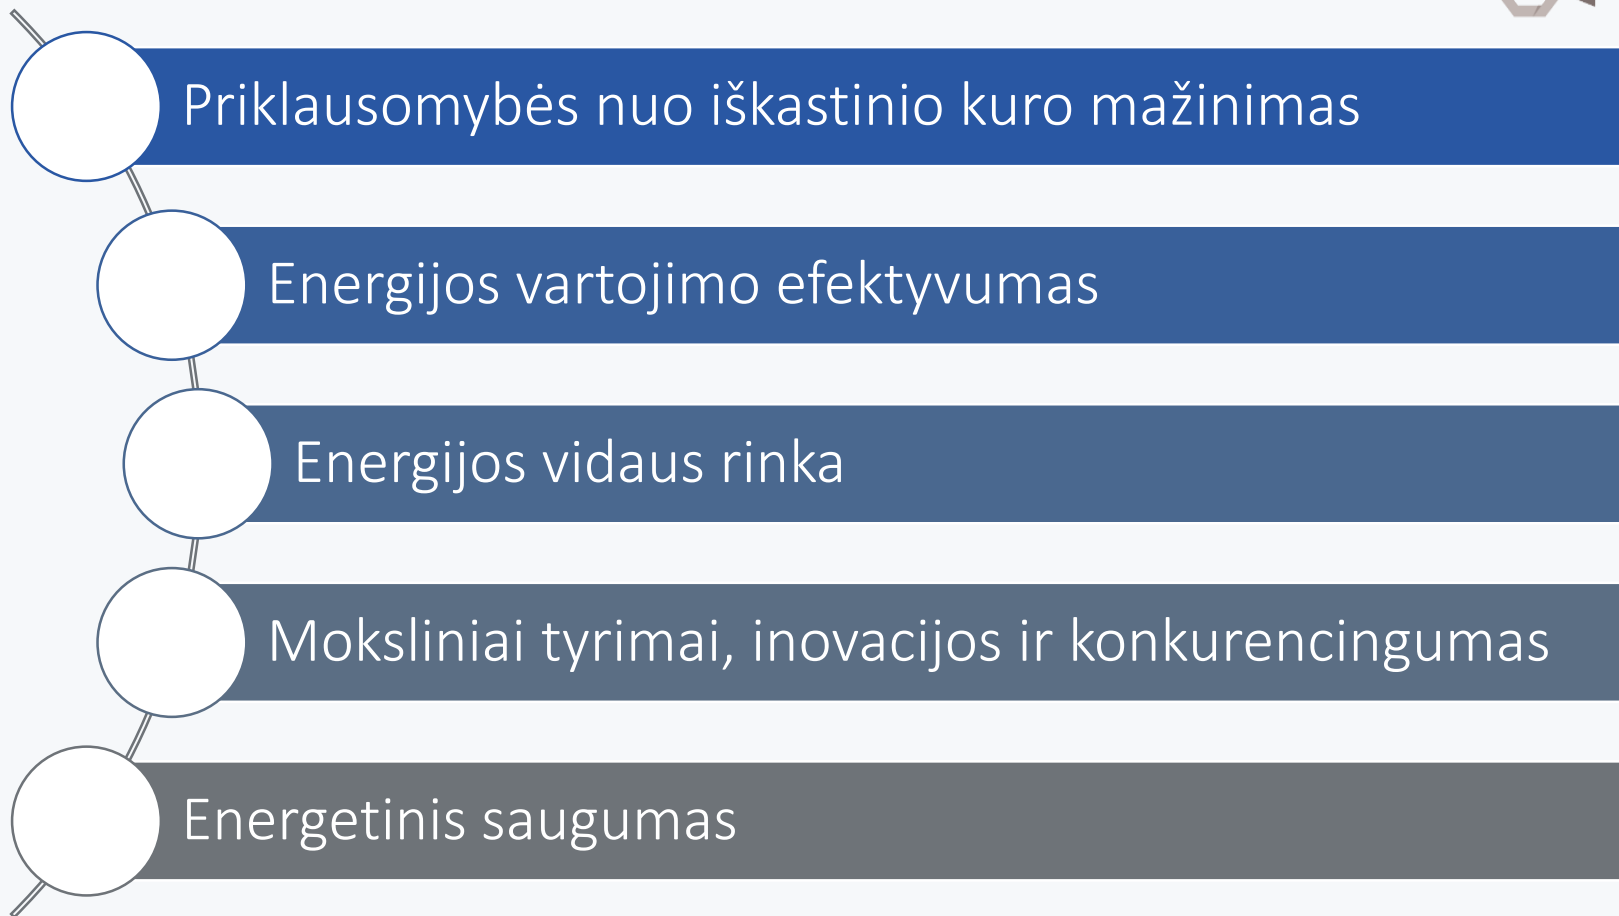 Priklausomybės nuo iškastinio kuro mažinimas
Energijos vartojimo efektyvumas
Energijos vidaus rinka
Moksliniai tyrimai, inovacijos ir konkurencingumas
Energetinis saugumas